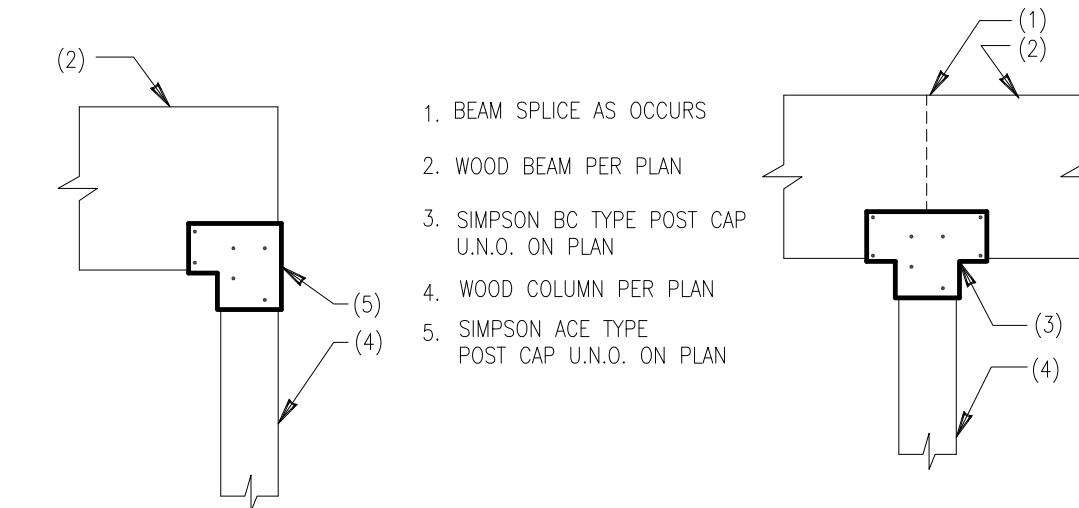 (2)
1. BEAM SPLICE AS OCCURS
2. WOOD BEAM PER PLAN
3. SIMPSON BC TYPE POST CAP
U.N.O. ON PLAN
4. WOOD COLUMN PER PLAN
5. SIMPSON ACE TYPE
POST CAP U.N.O. ON PLAN
(5)
(4)
(1)
(2)
(3)
(4)